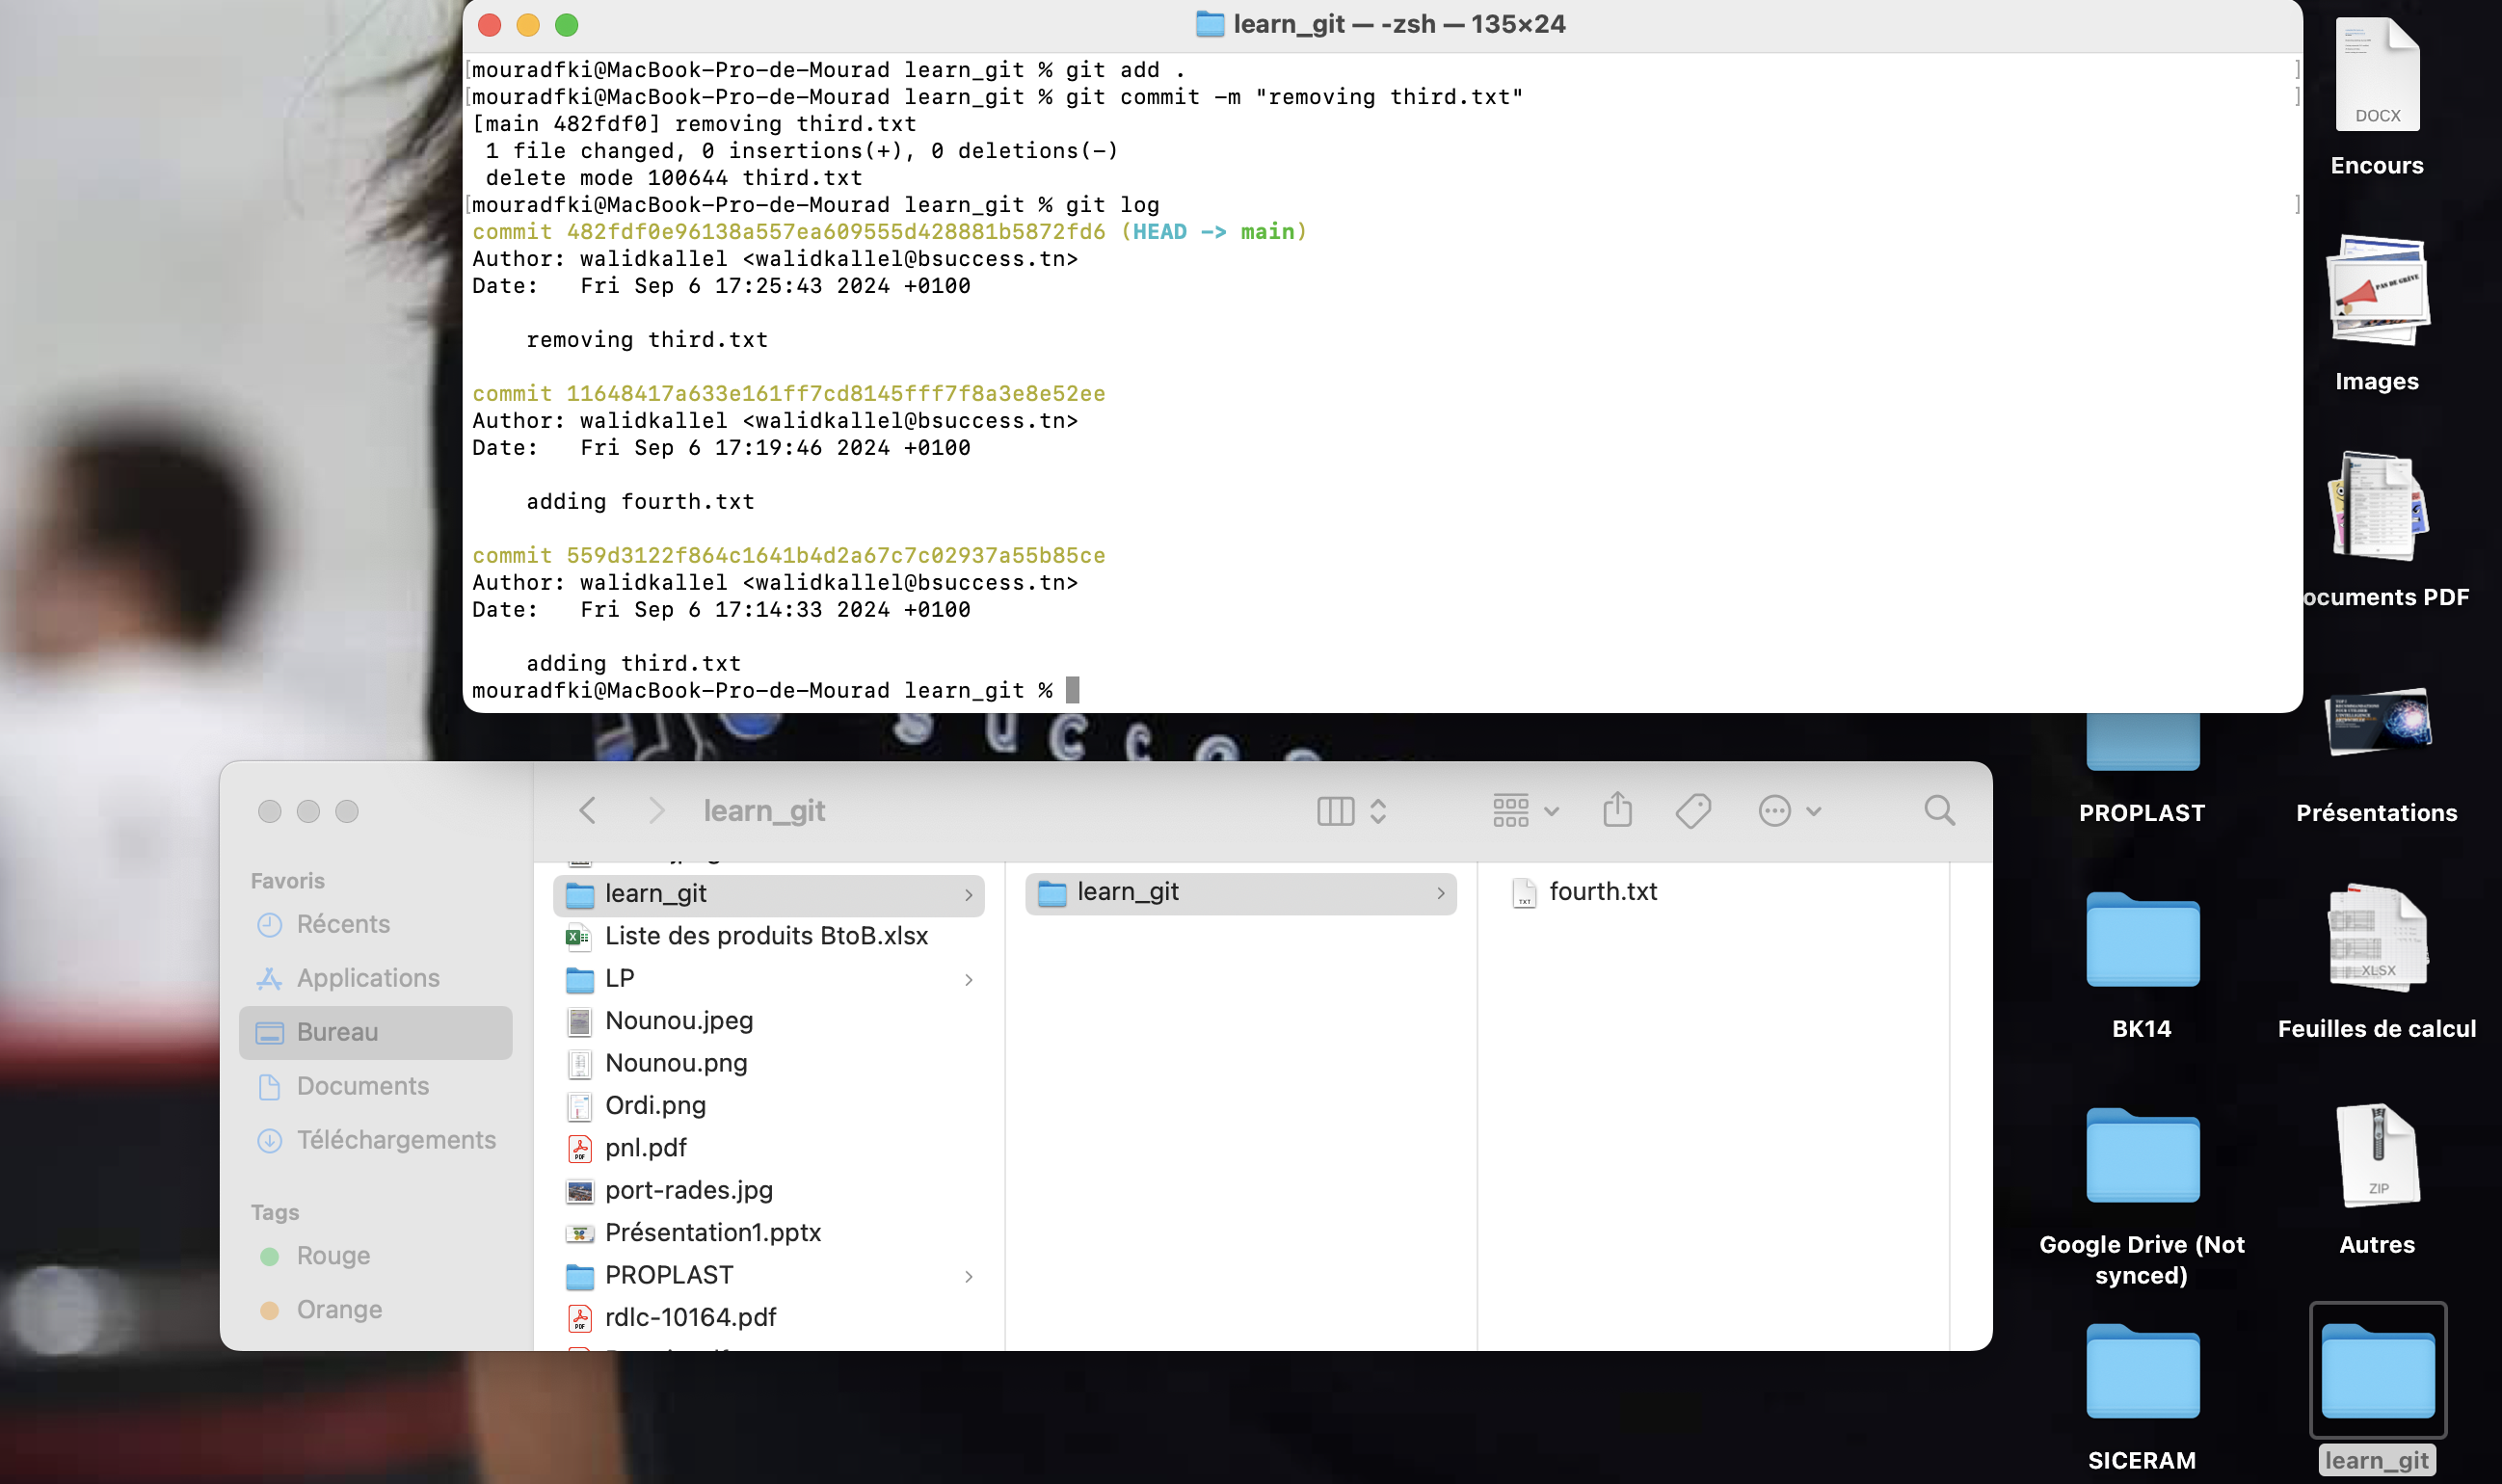 learn_git — -zsh — 135×24
mouradfki@MacBook-Pro-de-Mourad learn_git % git add .
mouradfki@MacBook-Pro-de-Mourad learn_git % git commit -m "removing third.txt"
[main 482fdf0] removing third.txt
1 file changed, 0 insertions(+), 0 deletions(-)
delete mode 100644 third.txt
mouradfki@MacBook-Pro-de-Mourad learn_git % git log
commit 482fdf0e96138a557ea609555d428881b5872fd6 (HEAD -> main)
Author: walidkallel <walidkallel@bsuccess.tn>
Date:   Fri Sep 6 17:25:43 2024 +0100
removing third.txt
commit 11648417a633e161ff7cd8145fff7f8a3e8e52ee
Author: walidkallel <walidkallel@bsuccess.tn>
Date:   Fri Sep 6 17:19:46 2024 +0100
adding fourth.txt
commit 559d3122f864c1641b4d2a67c7c02937a55b85ce
Author: walidkallel <walidkallel@bsuccess.tn>
Date:   Fri Sep 6 17:14:33 2024 +0100
adding third.txt
mouradfki@MacBook-Pro-de-Mourad learn_git %
DOCX
Encours
PAS DE GRÈVE
Images
ocuments PDF
Présentations
PROPLAST
XLSX
Feuilles de calcul
BK14
ZIP
Autres
Google Drive (Not
synced)
SICERAM
learn_git
learn_git
Favoris
Récents
Applications
Bureau
Documents
Téléchargements
Tags
Rouge
Orange
learn_git
Liste des produits BtoB.xlsx
LP
Nounou.jpeg
Nounou.png
Ordi.png
pnl.pdf
port-rades.jpg
Présentation1.pptx
PROPLAST
rdlc-10164.pdf
learn_git
fourth.txt